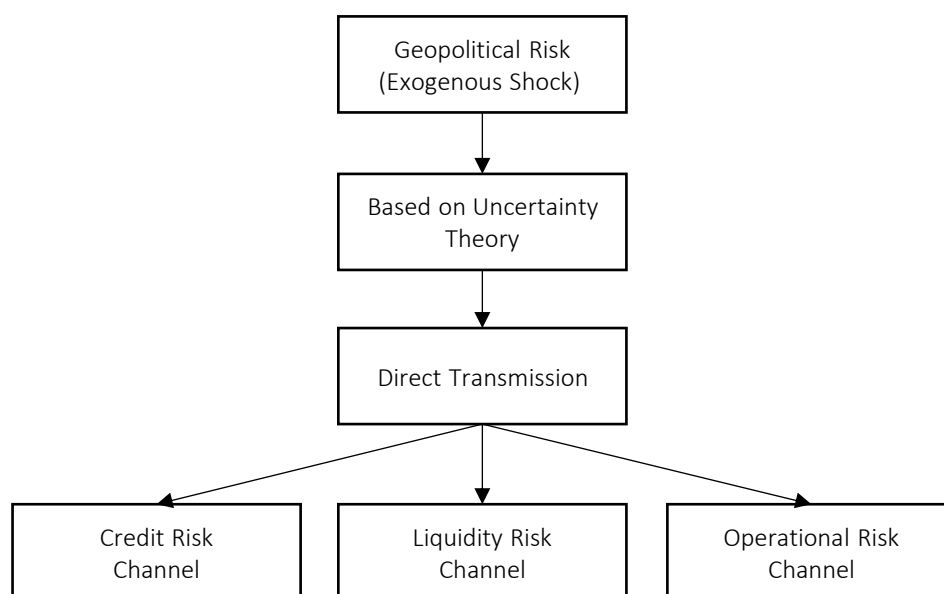 Geopolitical Risk
(Exogenous Shock)
Based on Uncertainty
Theory
Direct Transmission
Credit Risk
Channel
Liquidity Risk
Channel
Operational Risk
Channel